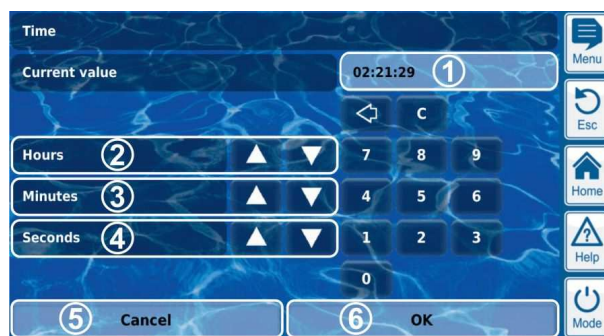 Time
Menu
Current value 02:21:29 1
C
Esc
Hours 2 7 8 9
Home
Minutes 3 4 5 6
Seconds 4 1 2 3
?
Help
0
5 Cancel 6 OK
Mode